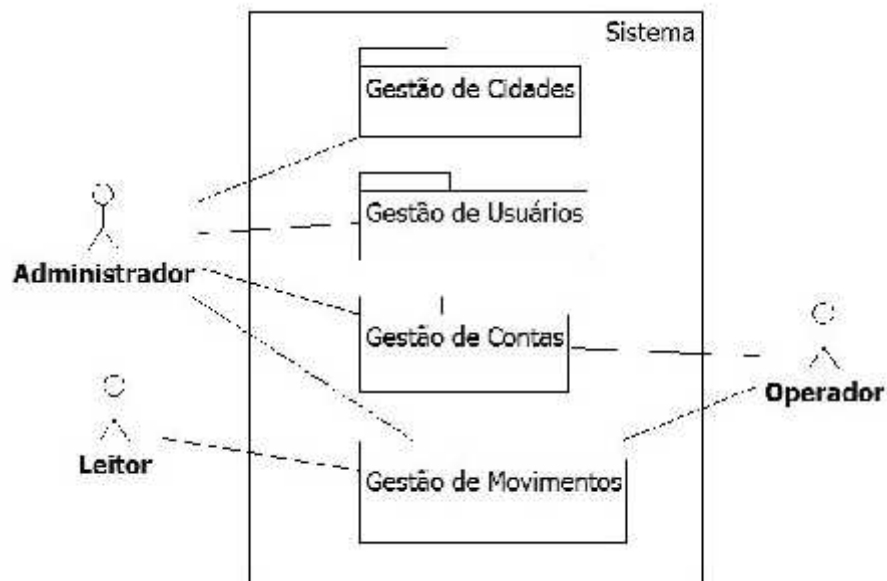 Sistema
Gestão de Cidades
Gestão de Usuários
Administrador
Gestão de Contas
Operador
Leitor
Gestão de Movimentos